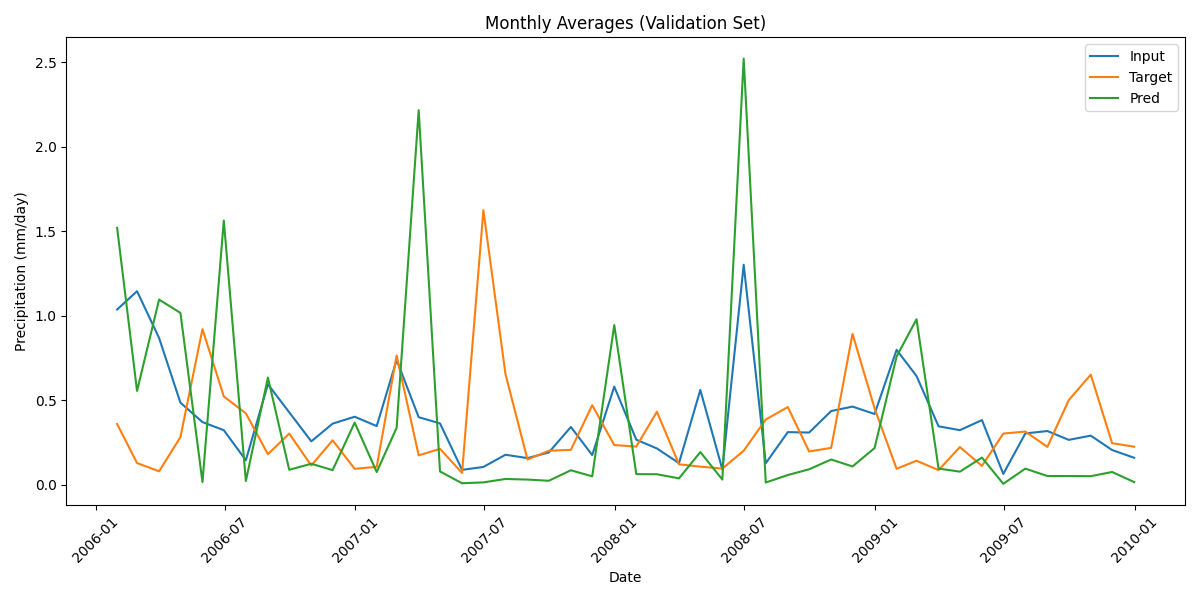 Monthly Averages (Validation Set)
Input
Target
Pred
Precipitation (mm/day)
2.5
2.0
1.5
1.0
0.5
0.0
2006-01
2006-07
2007-01
2007-07
2008-01
2008-07
2009-01
2009-07
2010-01
Date